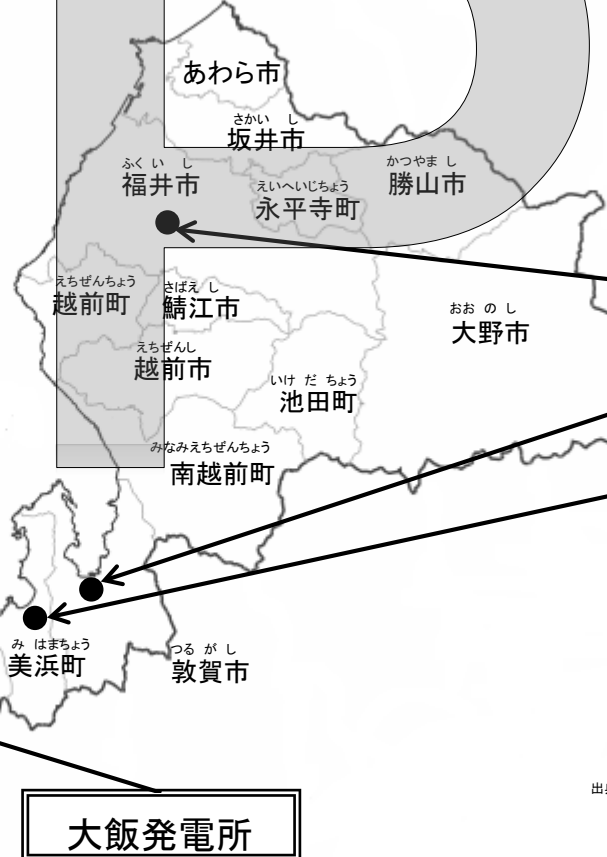 あわら市
さかい し
坂井市
ふく い し
福井市
えいへいじちょう
永平寺町
かつやま し
勝山市
えちぜんちょう
越前町
さばえ し
鯖江市
おお の し
大野市
えちぜんし
越前市
いけ だ ちょう
池田町
みなみえちぜんちょう
南越前町
み はまちょう
美浜町
つる が し
敦賀市
大飯発電所